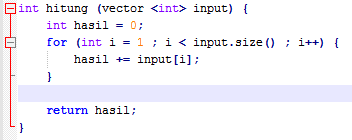 int hitung (vector <int> input) {
    int hasil = 0;
    for (int i = 1 ; i < input.size() ; i++) {
        hasil += input[i];
    }
    return hasil;
}